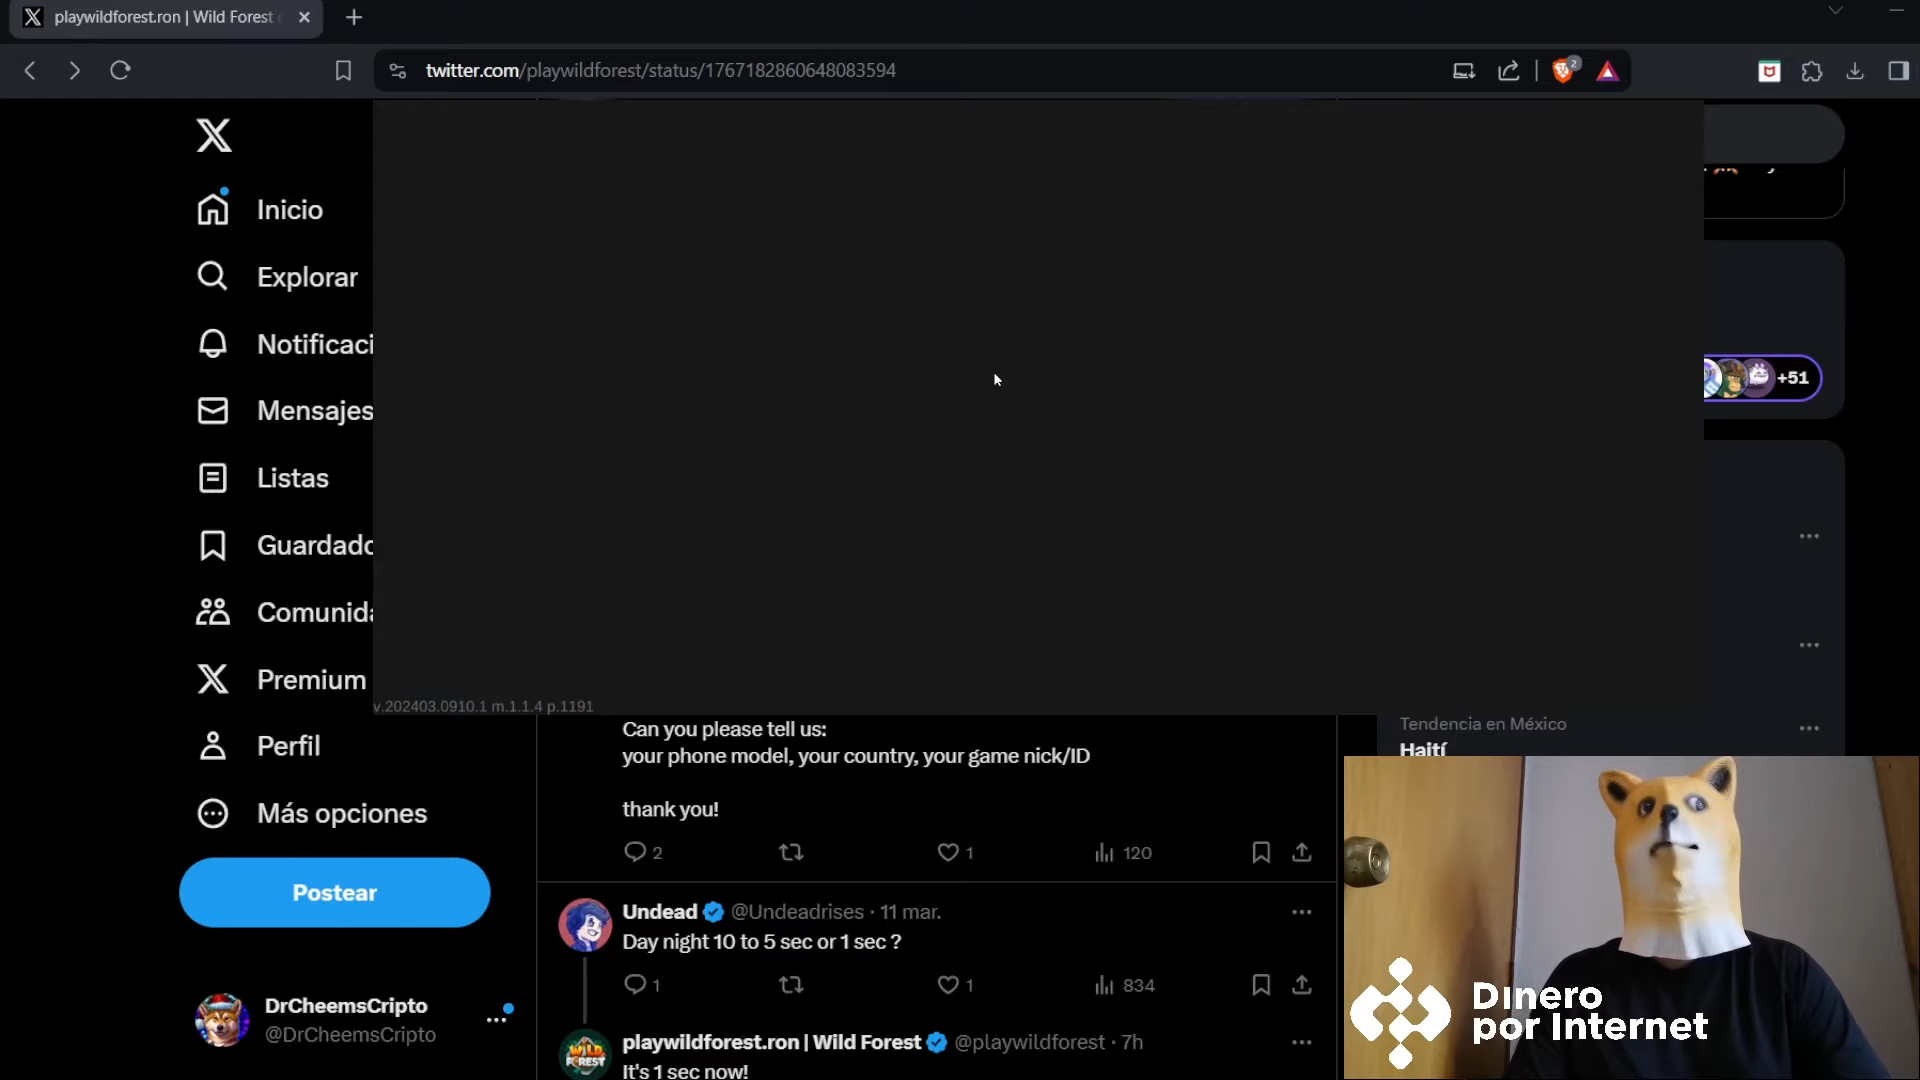 playwildforest.ron | Wild Forest
twitter.com/playwildforest/status/1767182860648083594
2
Inicio
Explorar
Notificaci
Mensajes
Listas
Guardado
Comunida
Premium
Perfil
Más opciones
Postear
DrCheemsCripto
@DrCheemsCripto
+51
v.202403.0910.1 m.1.1.4 p.1191
Can you please tell us:
your phone model, your country, your game nick/ID
thank you!
2 1 120
Undead @Undeadrises · 11 mar.
Day night 10 to 5 sec or 1 sec ?
1 1 834
WILD FOREST
playwildforest.ron | Wild Forest @playwildforest · 7h
It's 1 sec now!
Tendencia en México
Haití
Dinero
por Internet